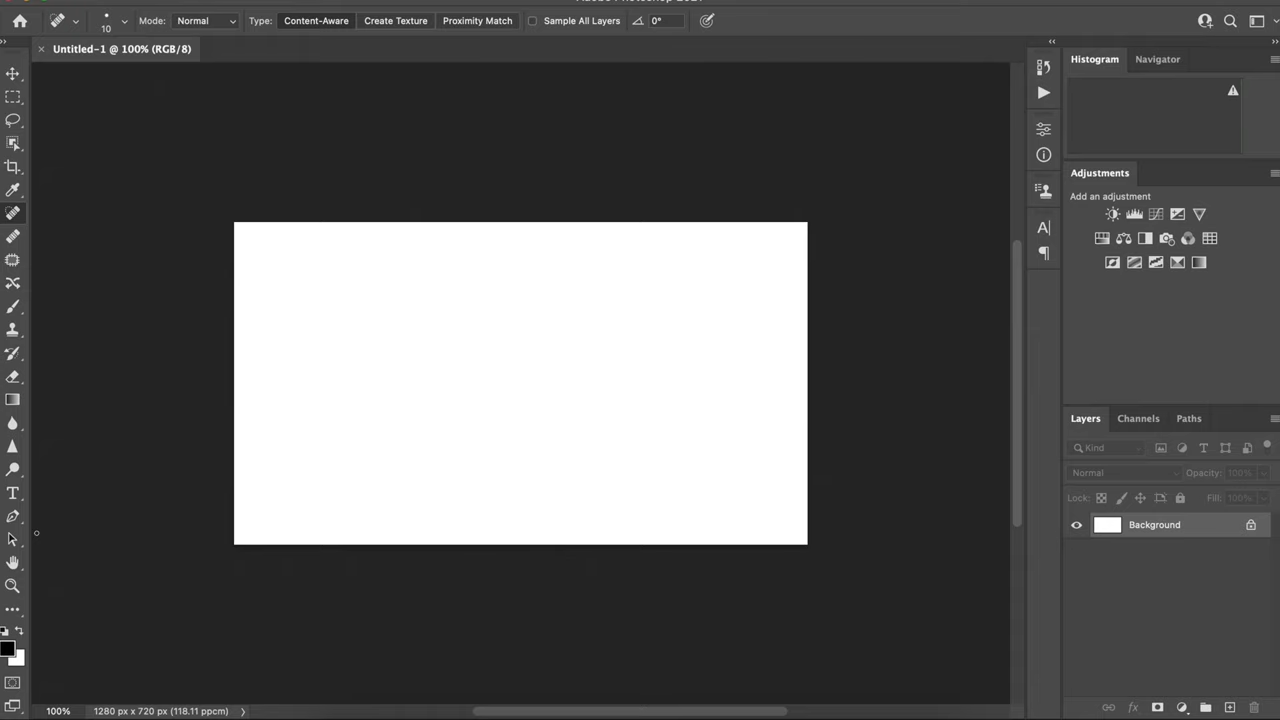 10
Mode:
Normal
Type:
Content-Aware
Create Texture
Proximity Match
Sample All Layers
0°
Untitled-1 @ 100% (RGB/8)
Histogram
Navigator
Adjustments
Add an adjustment
Layers
Channels
Paths
Kind
Normal
Opacity: 100%
Lock:
Fill: 100%
Background
100%
1280 px x 720 px (118.11 ppcm)